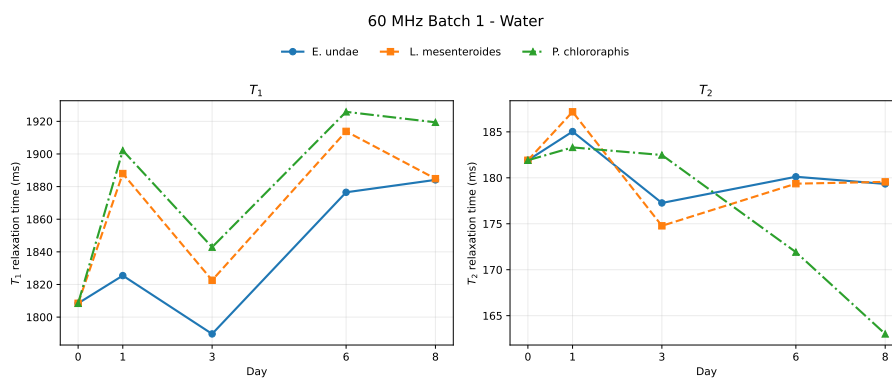 60 MHz Batch 1 - Water
E. undae
L. mesenteroides
P. chlororaphis
T1
T1 relaxation time (ms)
1920
1900
1880
1860
1840
1820
1800
0 1 3 6 8
Day
T2
T2 relaxation time (ms)
185
180
175
170
165
0 1 3 6 8
Day